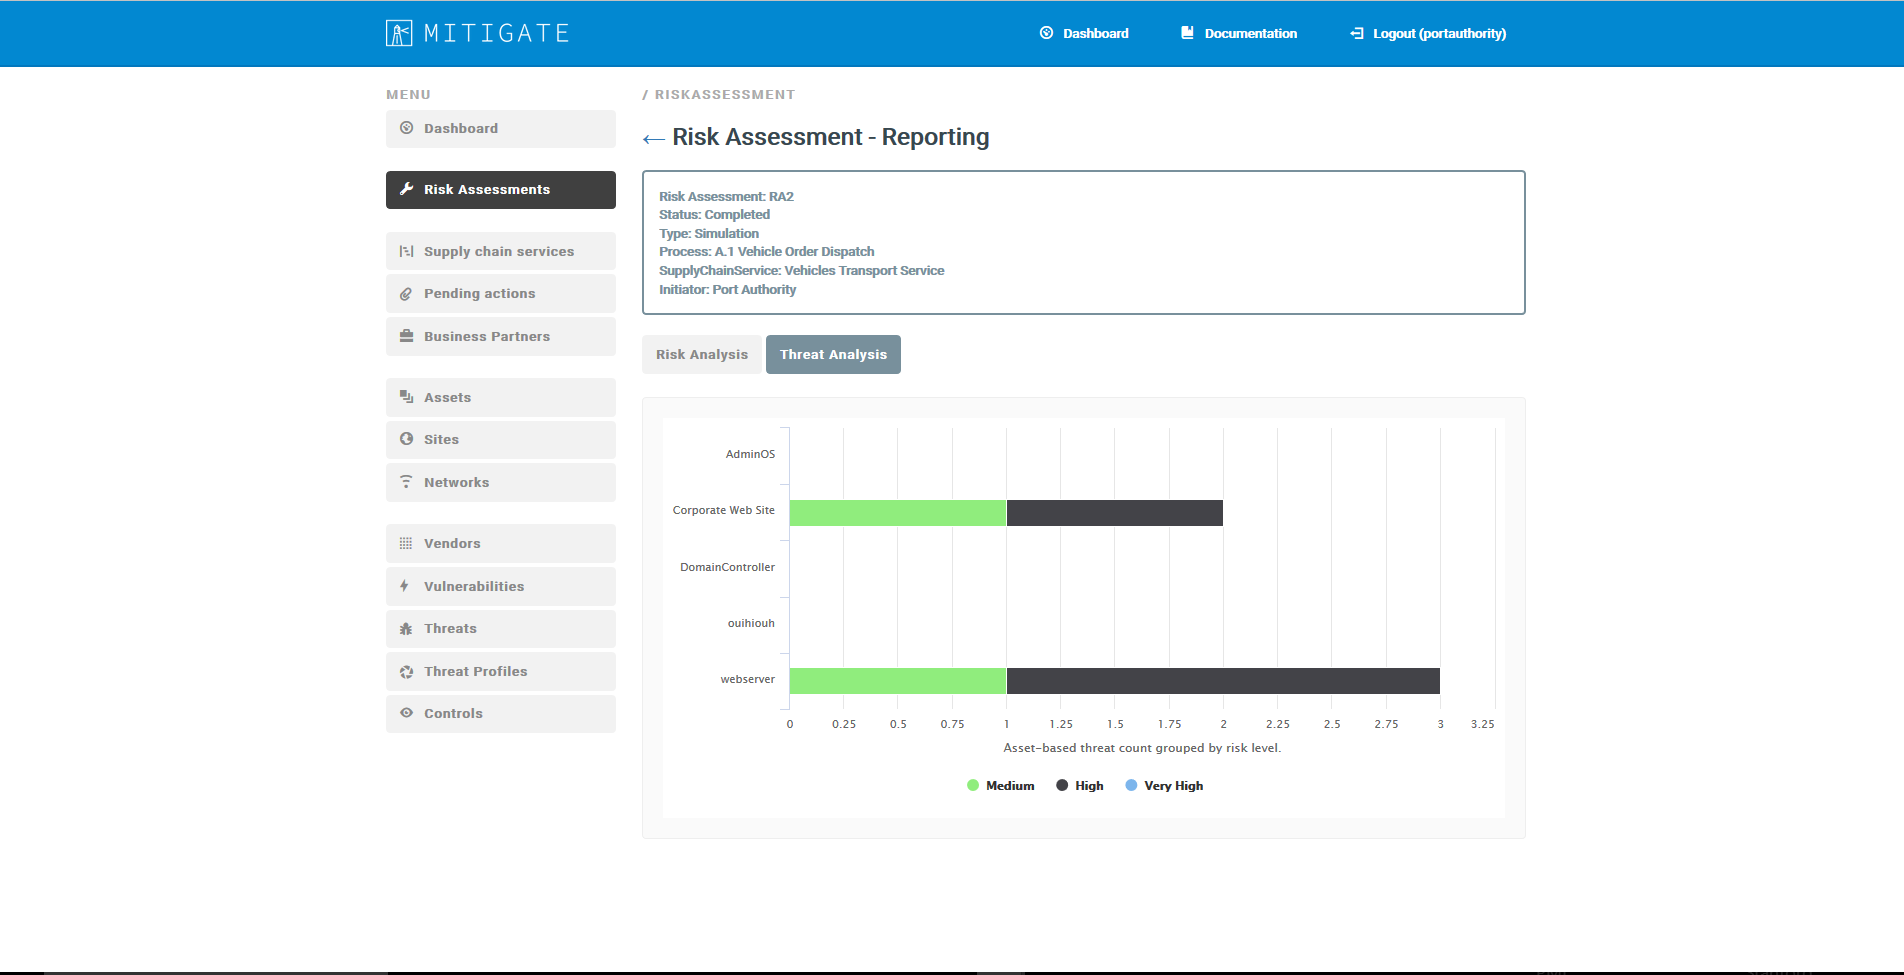 MITIGATE
Dashboard
Documentation
Logout (portauthority)
MENU
Dashboard
Risk Assessments
Supply chain services
Pending actions
Business Partners
Assets
Sites
Networks
Vendors
Vulnerabilities
Threats
Threat Profiles
Controls
/ RISKASSESSMENT
← Risk Assessment - Reporting
Risk Assessment: RA2
Status: Completed
Type: Simulation
Process: A.1 Vehicle Order Dispatch
SupplyChainService: Vehicles Transport Service
Initiator: Port Authority
Risk Analysis
Threat Analysis
AdminOS
Corporate Web Site
DomainController
ouihiouh
webserver
0 0.25 0.5 0.75 1 1.25 1.5 1.75 2 2.25 2.5 2.75 3 3.25
Asset-based threat count grouped by risk level.
Medium High Very High